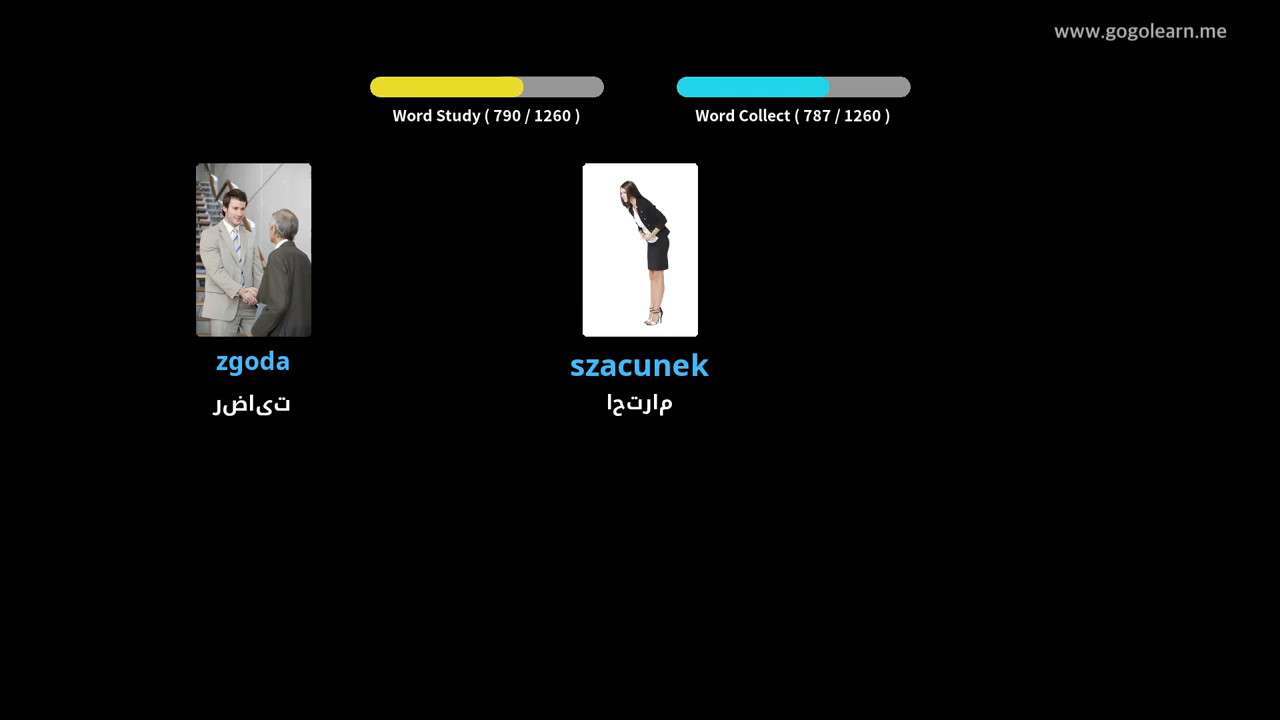 www.gogolearn.me
Word Study ( 790 / 1260 )
Word Collect ( 787 / 1260 )
zgoda
رضایت
szacunek
احترام